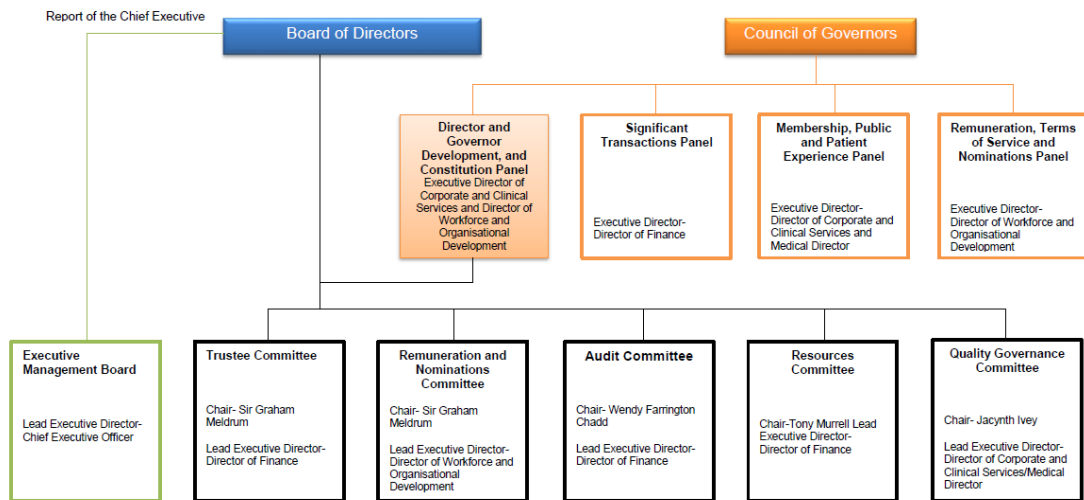 Report of the Chief Executive
Board of Directors
Council of Governors
Director and
Governor
Development, and
Constitution Panel
Executive Director of
Corporate and Clinical
Services and Director of
Workforce and
Organisational
Development
Significant
Transactions Panel
Executive Director-
Director of Finance
Membership, Public
and Patient
Experience Panel
Executive Director-
Director of Corporate and
Clinical Services and
Medical Director
Remuneration, Terms
of Service and
Nominations Panel
Executive Director-
Director of Workforce and
Organisational
Development
Executive
Management Board
Lead Executive Director-
Chief Executive Officer
Trustee Committee
Chair- Sir Graham
Meldrum
Lead Executive Director-
Director of Finance
Remuneration and
Nominations
Committee
Chair- Sir Graham
Meldrum
Lead Executive Director-
Director of Workforce and
Organisational
Development
Audit Committee
Chair- Wendy Farrington
Chadd
Lead Executive Director-
Director of Finance
Resources
Committee
Chair-Tony Murrell Lead
Executive Director-
Director of Finance
Quality Governance
Committee
Chair- Jacynth Ivey
Lead Executive Director-
Director of Corporate and
Clinical Services/Medical
Director